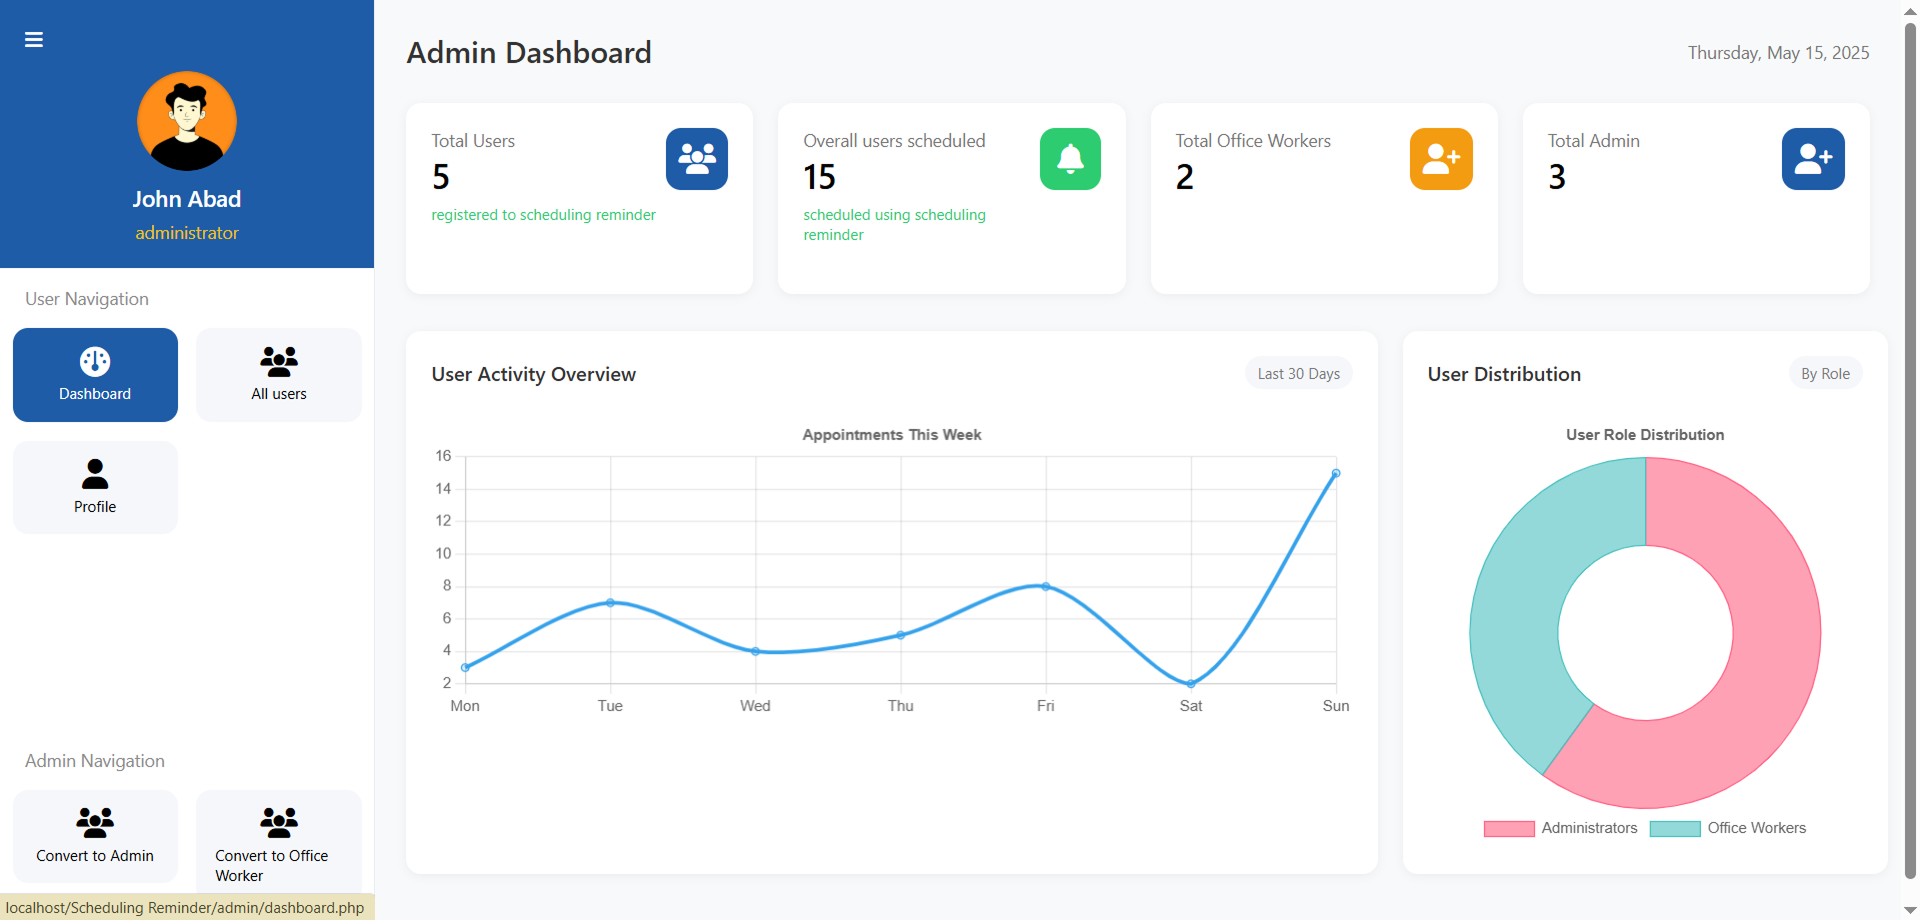 John Abad
administrator
User Navigation
Dashboard
All users
Profile
Admin Navigation
Convert to Admin
Convert to Office
Worker
localhost/Scheduling Reminder/admin/dashboard.php
Admin Dashboard
Thursday, May 15, 2025
Total Users
5
registered to scheduling reminder
Overall users scheduled
15
scheduled using scheduling
reminder
Total Office Workers
2
Total Admin
3
User Activity Overview
Last 30 Days
Appointments This Week
16
14
12
10
8
6
4
2
Mon Tue Wed Thu Fri Sat Sun
User Distribution
By Role
User Role Distribution
Administrators Office Workers